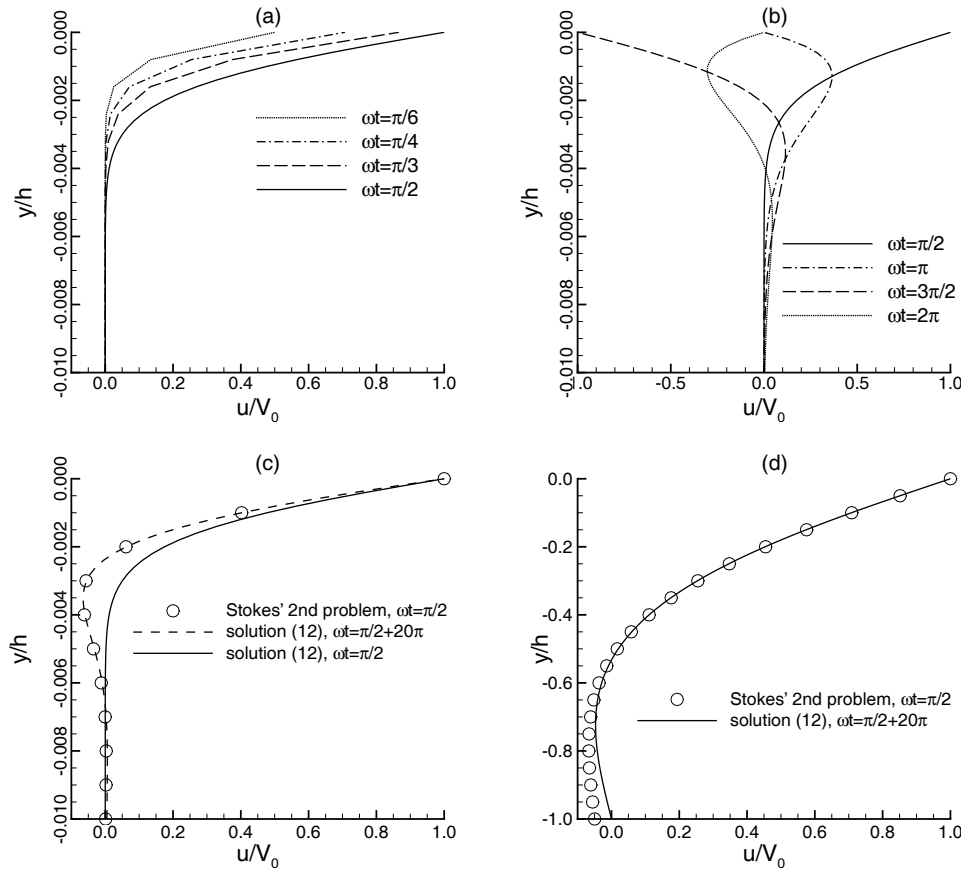 (a)
0.000
-0.002
-0.004
-0.006
-0.008
-0.010
y/h
ωt=π/6
ωt=π/4
ωt=π/3
ωt=π/2
0.0 0.2 0.4 0.6 0.8 1.0
u/V₀
(b)
0.000
-0.002
-0.004
-0.006
-0.008
-0.010
y/h
ωt=π/2
ωt=π
ωt=3π/2
ωt=2π
-1.0 -0.5 0.0 0.5 1.0
u/V₀
(c)
0.000
-0.002
-0.004
-0.006
-0.008
-0.010
y/h
Stokes' 2nd problem, ωt=π/2
solution (12), ωt=π/2+20π
solution (12), ωt=π/2
0.0 0.2 0.4 0.6 0.8 1.0
u/V₀
(d)
0.0
-0.2
-0.4
-0.6
-0.8
-1.0
y/h
Stokes' 2nd problem, ωt=π/2
solution (12), ωt=π/2+20π
0.0 0.2 0.4 0.6 0.8 1.0
u/V₀